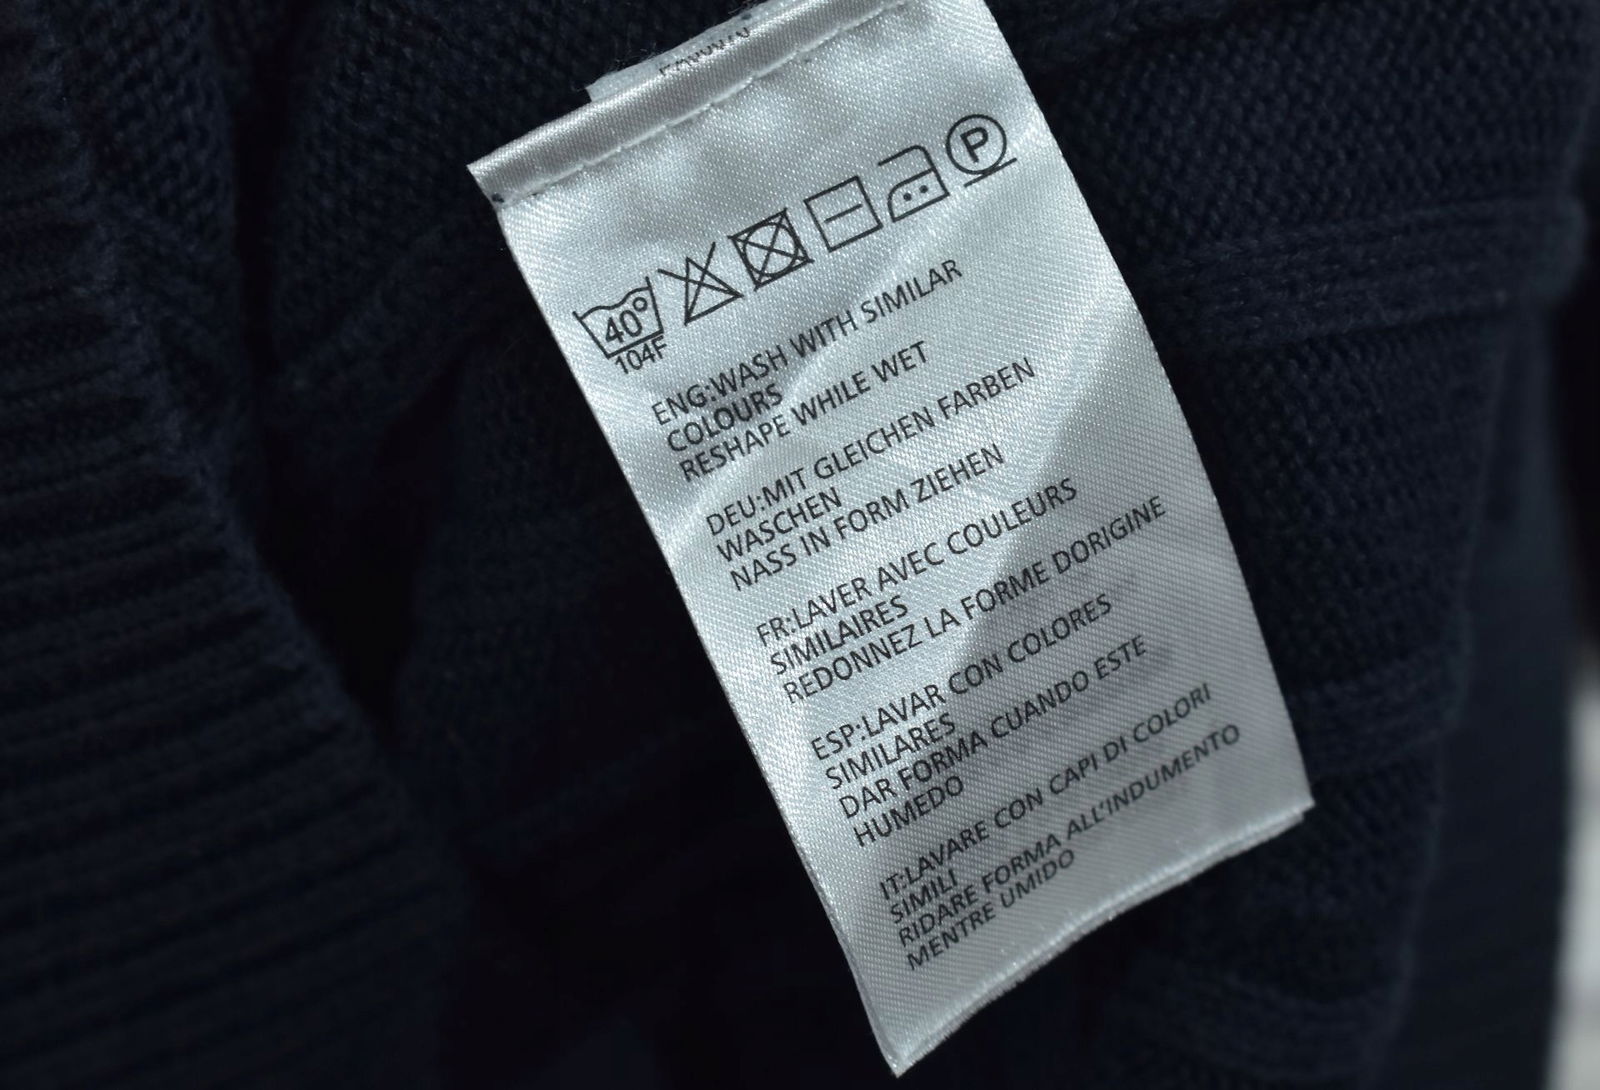 P
40°
104F
ENG:WASH WITH SIMILAR
COLOURS
RESHAPE WHILE WET
DEU:MIT GLEICHEN FARBEN
WASCHEN
NASS IN FORM ZIEHEN
FR:LAVER AVEC COULEURS
SIMILAIRES
REDONNEZ LA FORME DORIGINE
ESP:LAVAR CON COLORES
SIMILARES
DAR FORMA CUANDO ESTE
HUMEDO
IT:LAVARE CON CAPI DI COLORI
SIMILI
RIDARE FORMA ALL'INDUMENTO
MENTRE UMIDO